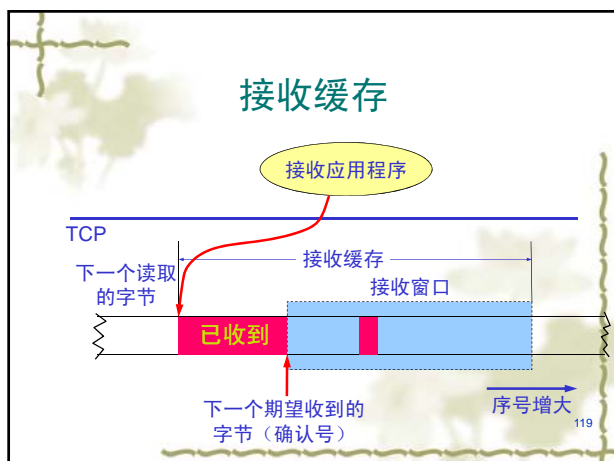 接收缓存
接收应用程序
TCP
接收缓存
下一个读取
的字节
接收窗口
已收到
下一个期望收到的
字节（确认号）
序号增大
119